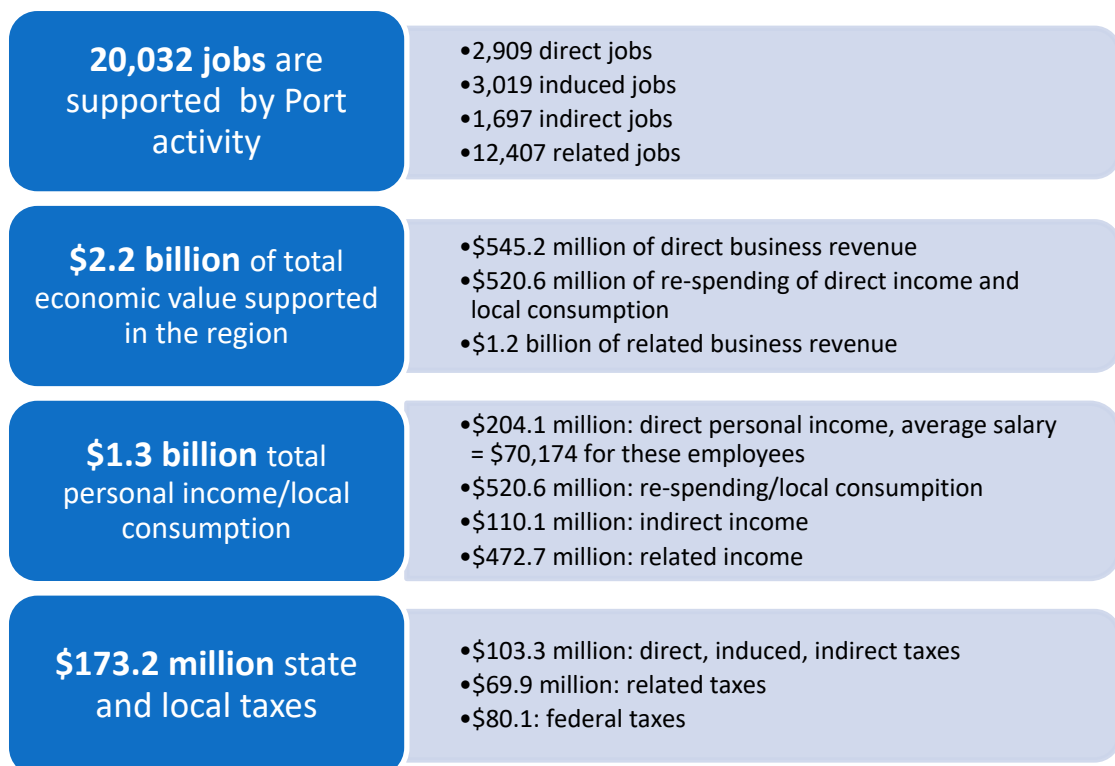 20,032 jobs are
supported by Port
activity
•2,909 direct jobs
•3,019 induced jobs
•1,697 indirect jobs
•12,407 related jobs
$2.2 billion of total
economic value supported
in the region
•$545.2 million of direct business revenue
•$520.6 million of re-spending of direct income and
local consumption
•$1.2 billion of related business revenue
$1.3 billion total
personal income/local
consumption
•$204.1 million: direct personal income, average salary
= $70,174 for these employees
•$520.6 million: re-spending/local consumpition
•$110.1 million: indirect income
•$472.7 million: related income
$173.2 million state
and local taxes
•$103.3 million: direct, induced, indirect taxes
•$69.9 million: related taxes
•$80.1: federal taxes